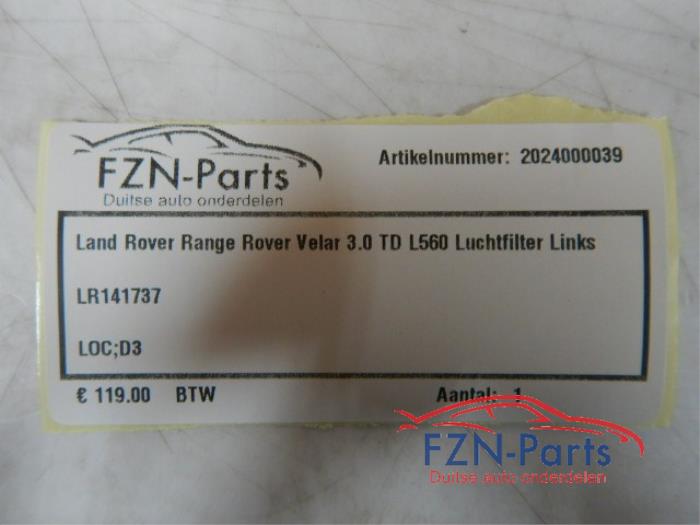 FZN-Parts
Duitse auto onderdelen
Artikelnummer: 2024000039
Land Rover Range Rover Velar 3.0 TD L560 Luchtfilter Links
LR141737
LOC;D3
€ 119.00 BTW
Aantal: 1
FZN-Parts
Duitse auto onderdelen